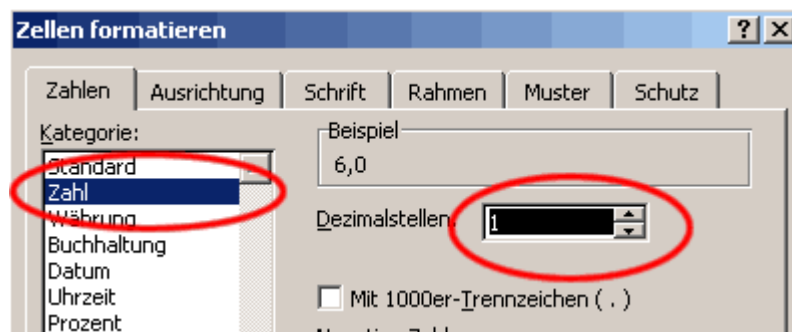 Zellen formatieren
Zahlen Ausrichtung Schrift Rahmen Muster Schutz
Kategorie:
Standard
Zahl
Währung
Buchhaltung
Datum
Uhrzeit
Prozent
Beispiel
6,0
Dezimalstellen: 1
Mit 1000er-Trennzeichen ( . )